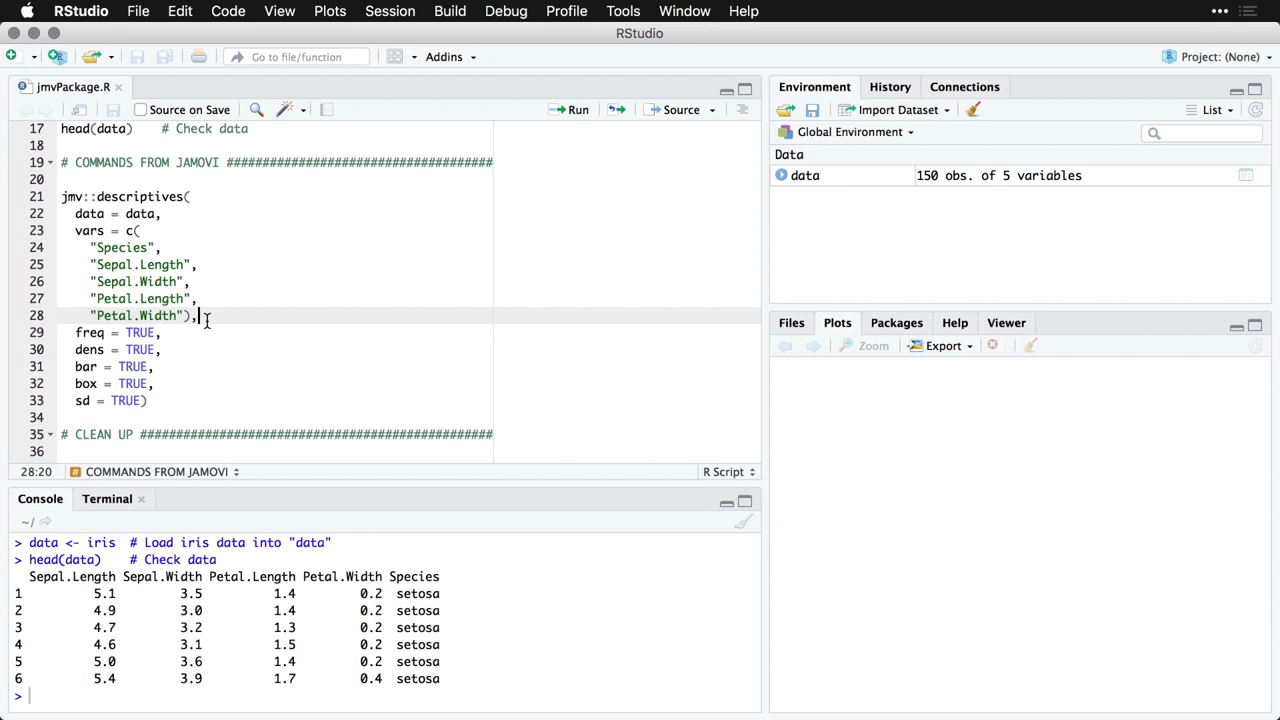 RStudio File Edit Code View Plots Session Build Debug Profile Tools Window Help
RStudio
Go to file/function Addins Project: (None)
jmvPackage.R
Source on Save Run Source
17 head(data) # Check data
18
19 # COMMANDS FROM JAMOVI ###################################
20
21 jmv::descriptives(
22 data = data,
23 vars = c(
24 "Species",
25 "Sepal.Length",
26 "Sepal.Width",
27 "Petal.Length",
28 "Petal.Width"),
29 freq = TRUE,
30 dens = TRUE,
31 bar = TRUE,
32 box = TRUE,
33 sd = TRUE)
34
35 # CLEAN UP ###############################################
36
28:20 # COMMANDS FROM JAMOVI R Script
Console Terminal
~/
> data <- iris # Load iris data into "data"
> head(data) # Check data
Sepal.Length Sepal.Width Petal.Length Petal.Width Species
1 5.1 3.5 1.4 0.2 setosa
2 4.9 3.0 1.4 0.2 setosa
3 4.7 3.2 1.3 0.2 setosa
4 4.6 3.1 1.5 0.2 setosa
5 5.0 3.6 1.4 0.2 setosa
6 5.4 3.9 1.7 0.4 setosa
>
Environment History Connections
Import Dataset List
Global Environment
Data
data 150 obs. of 5 variables
Files Plots Packages Help Viewer
Zoom Export